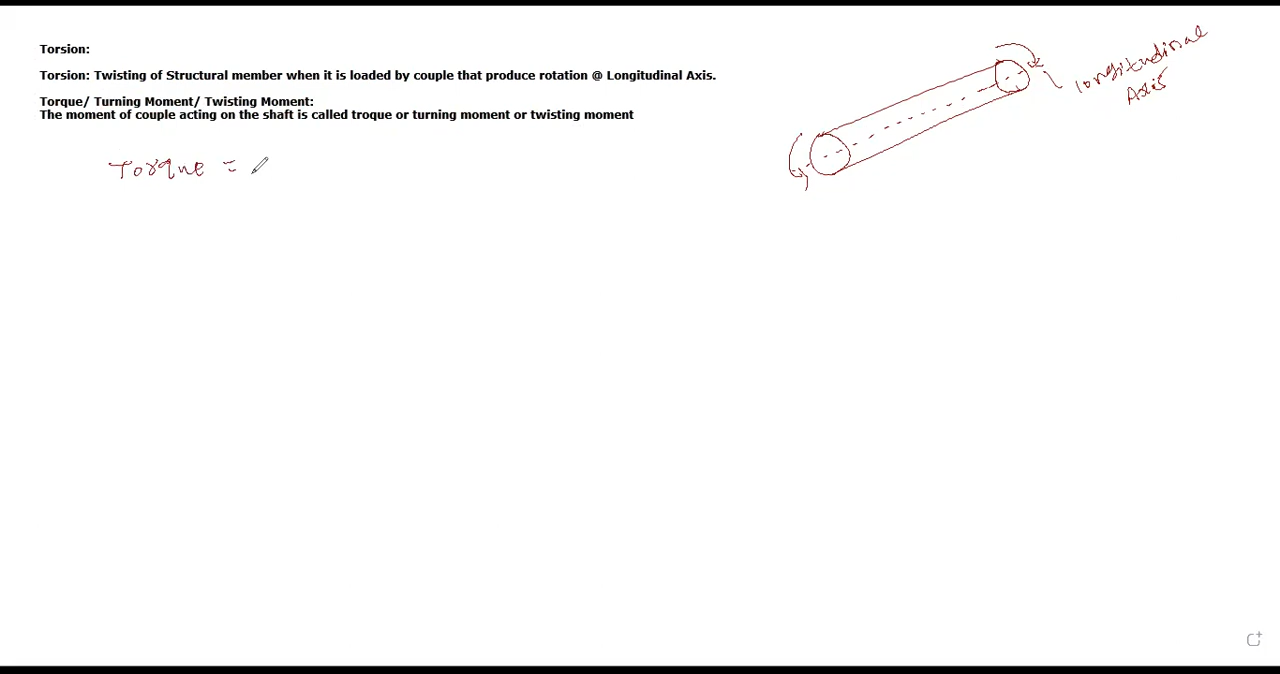 Torsion:
Torsion: Twisting of Structural member when it is loaded by couple that produce rotation @ Longitudinal Axis.
Torque/ Turning Moment/ Twisting Moment:
The moment of couple acting on the shaft is called troque or turning moment or twisting moment
Torque =
Longitudinal
Axis